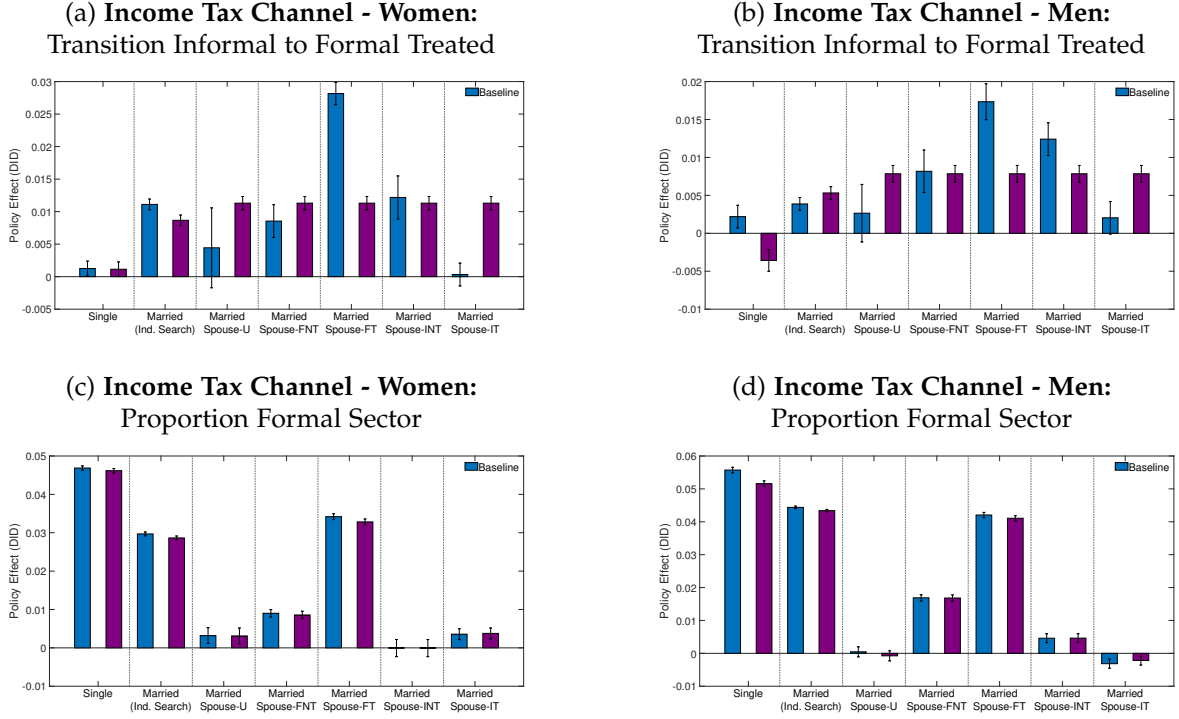 (a) Income Tax Channel - Women:
Transition Informal to Formal Treated
0.03
0.025
0.02
0.015
0.01
0.005
0
-0.005
Policy Effect (DID)
Baseline
Single
Married
(Ind. Search)
Married
Spouse-U
Married
Spouse-FNT
Married
Spouse-FT
Married
Spouse-INT
Married
Spouse-IT
(b) Income Tax Channel - Men:
Transition Informal to Formal Treated
0.02
0.015
0.01
0.005
0
-0.005
-0.01
Policy Effect (DID)
Baseline
Single
Married
(Ind. Search)
Married
Spouse-U
Married
Spouse-FNT
Married
Spouse-FT
Married
Spouse-INT
Married
Spouse-IT
(c) Income Tax Channel - Women:
Proportion Formal Sector
0.05
0.04
0.03
0.02
0.01
0
-0.01
Policy Effect (DID)
Baseline
Single
Married
(Ind. Search)
Married
Spouse-U
Married
Spouse-FNT
Married
Spouse-FT
Married
Spouse-INT
Married
Spouse-IT
(d) Income Tax Channel - Men:
Proportion Formal Sector
0.06
0.05
0.04
0.03
0.02
0.01
0
-0.01
Policy Effect (DID)
Baseline
Single
Married
(Ind. Search)
Married
Spouse-U
Married
Spouse-FNT
Married
Spouse-FT
Married
Spouse-INT
Married
Spouse-IT